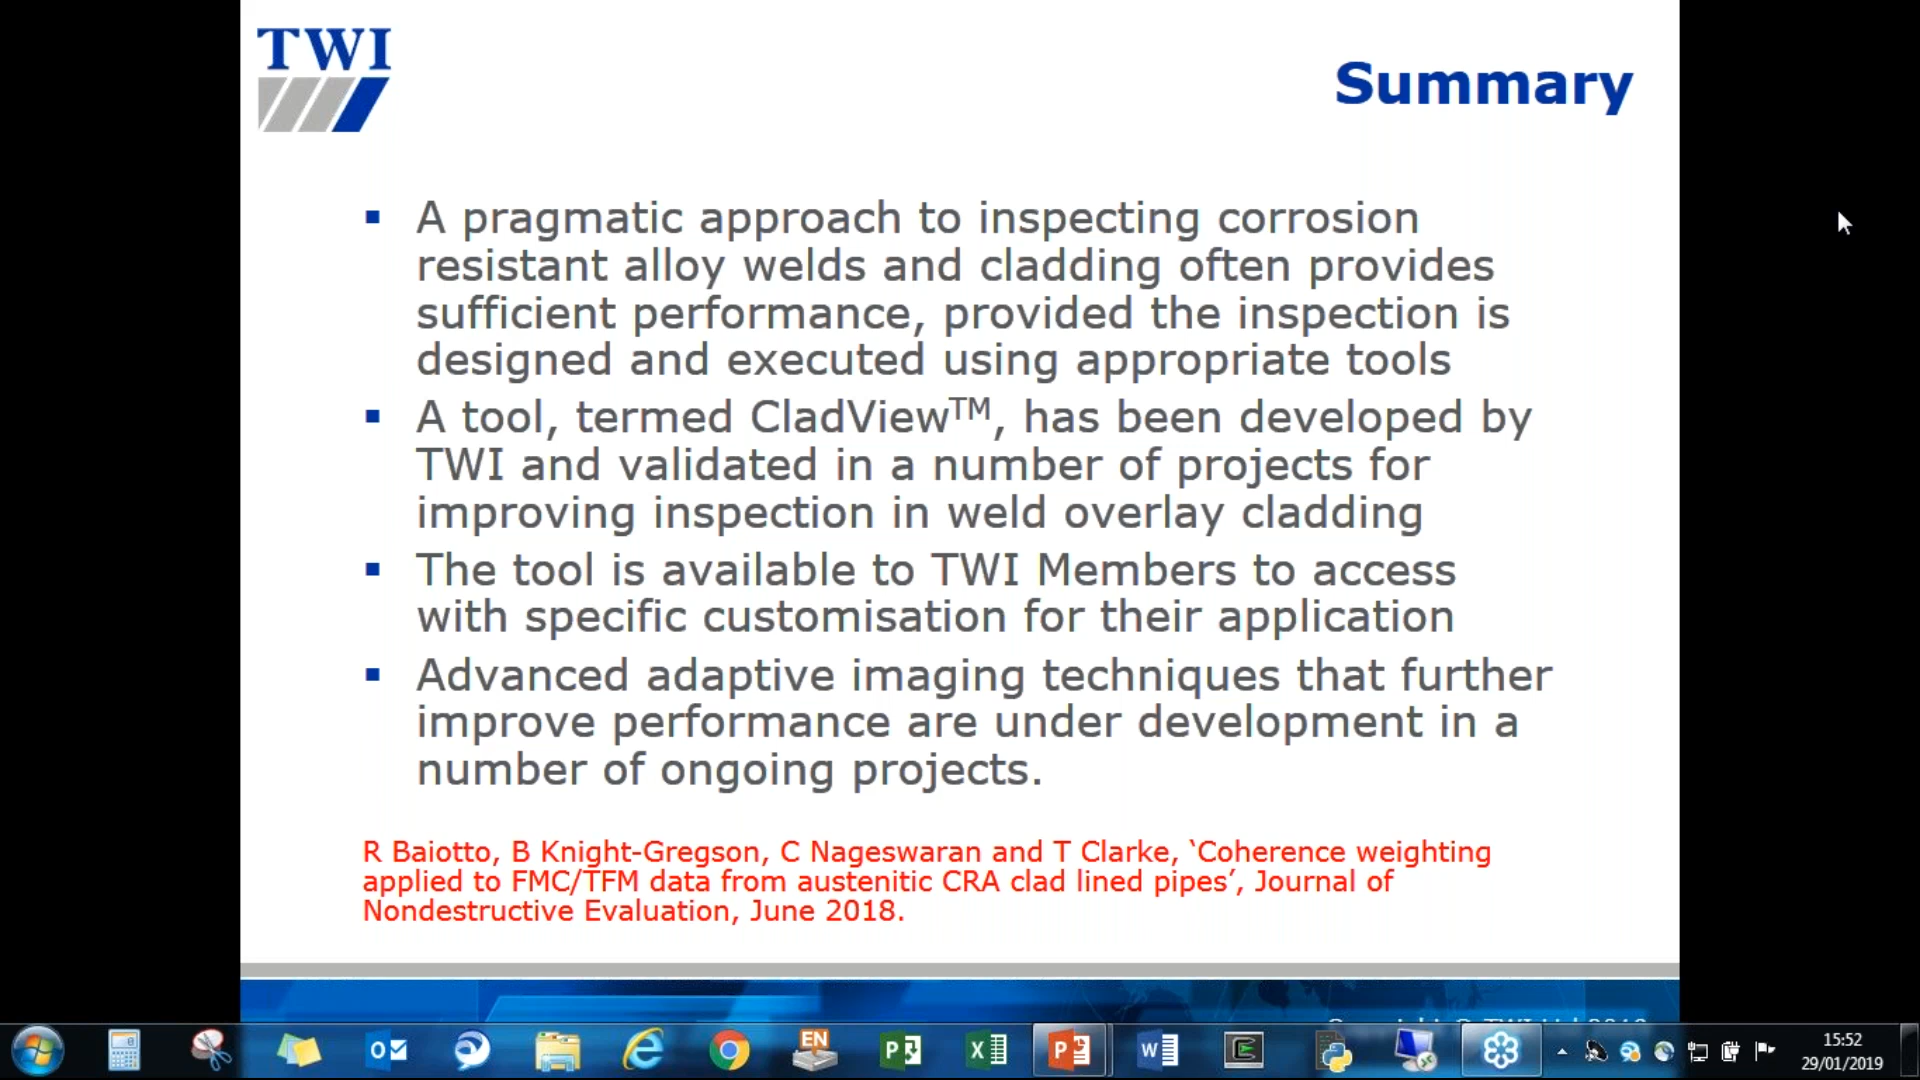 TWI
Summary
A pragmatic approach to inspecting corrosion
resistant alloy welds and cladding often provides
sufficient performance, provided the inspection is
designed and executed using appropriate tools
A tool, termed CladView™, has been developed by
TWI and validated in a number of projects for
improving inspection in weld overlay cladding
The tool is available to TWI Members to access
with specific customisation for their application
Advanced adaptive imaging techniques that further
improve performance are under development in a
number of ongoing projects.
R Baiotto, B Knight-Gregson, C Nageswaran and T Clarke, ‘Coherence weighting
applied to FMC/TFM data from austenitic CRA clad lined pipes’, Journal of
Nondestructive Evaluation, June 2018.
EN
15:52
29/01/2019